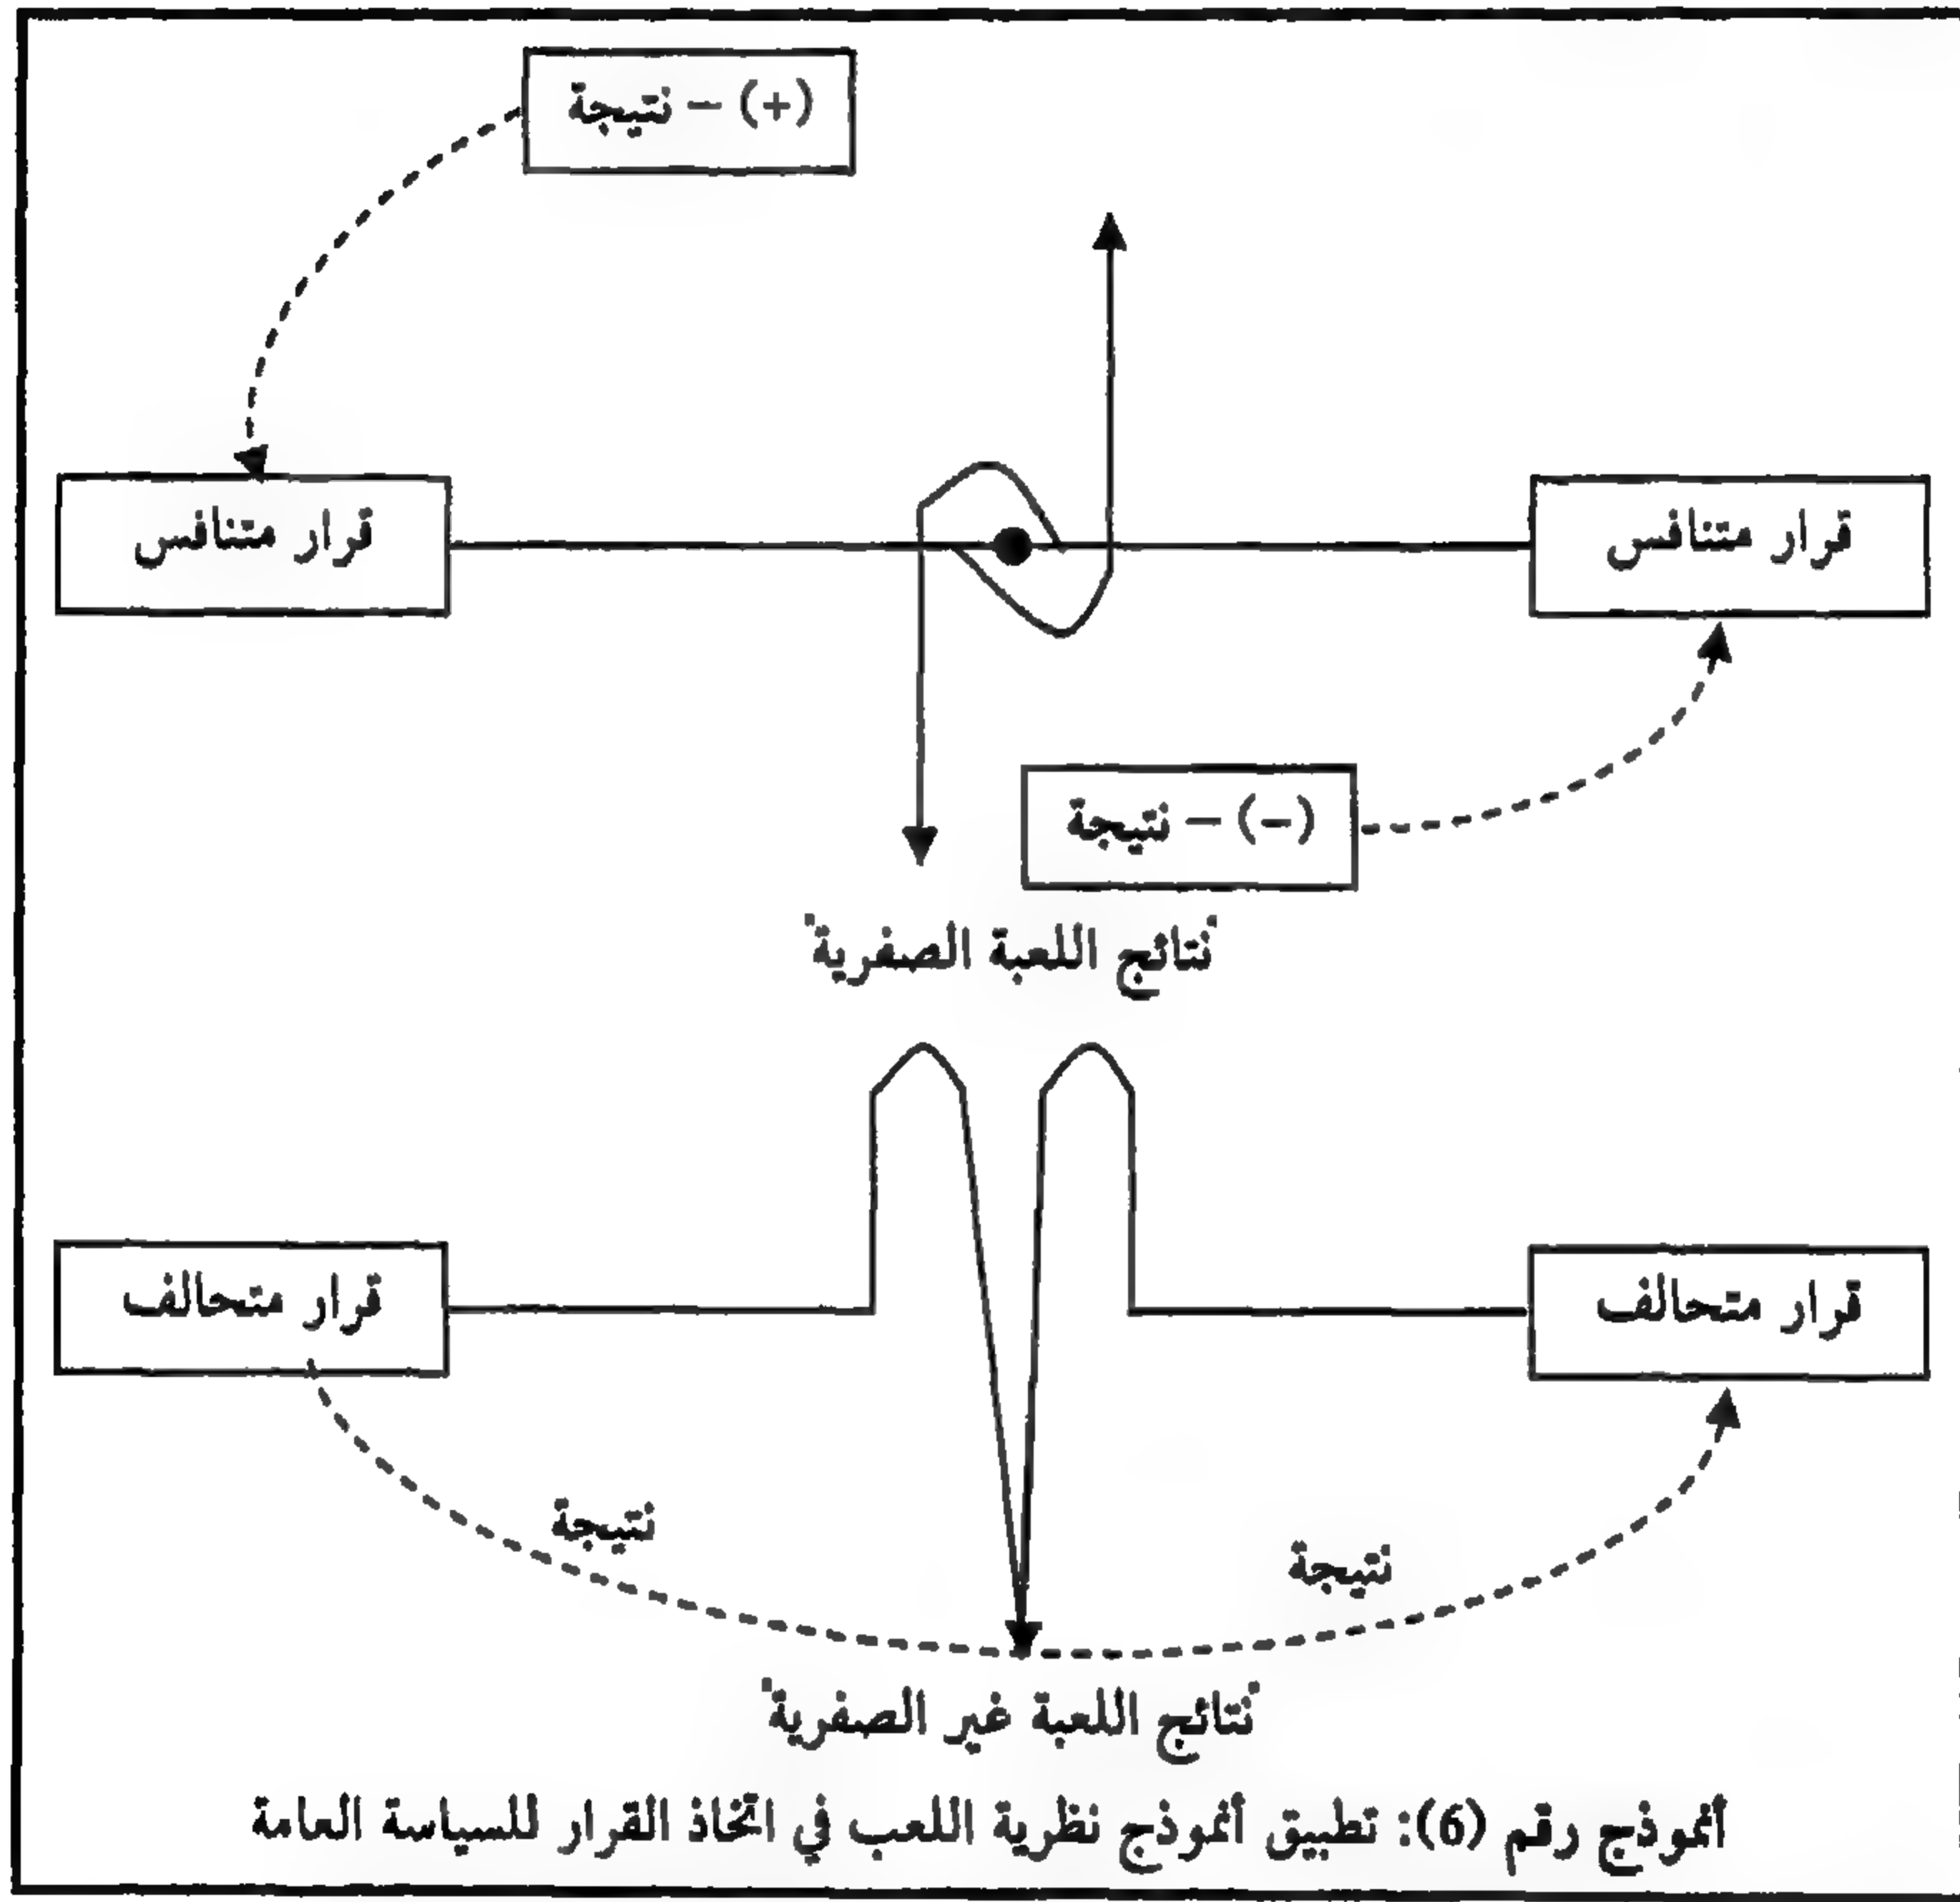 (+) – نتيجة
قرار متنافس
قرار متنافس
(–) – نتيجة
"نتائج اللعبة الصفرية"
قرار متحالف
قرار متحالف
نتيجة
نتيجة
"نتائج اللعبة غير الصفرية"
أنموذج رقم (6): تطبيق أنموذج نظرية اللعب في اتخاذ القرار للسياسة العامة